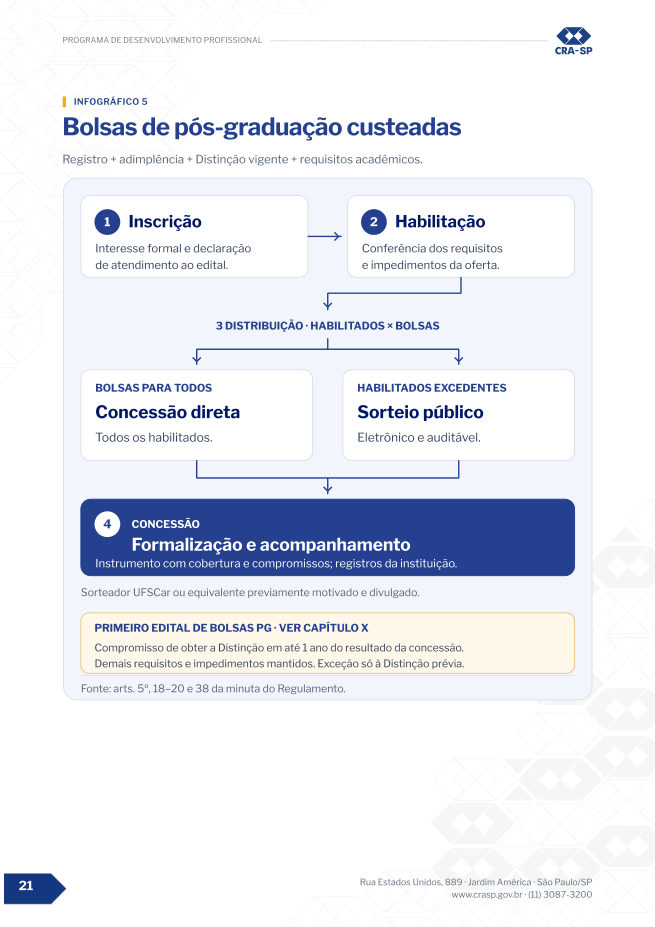 PROGRAMA DE DESENVOLVIMENTO PROFISSIONAL
CRA-SP
INFOGRÁFICO 5
Bolsas de pós-graduação custeadas
Registro + adimplência + Distinção vigente + requisitos acadêmicos.
1 Inscrição
Interesse formal e declaração
de atendimento ao edital.
2 Habilitação
Conferência dos requisitos
e impedimentos da oferta.
3 DISTRIBUIÇÃO · HABILITADOS × BOLSAS
BOLSAS PARA TODOS
Concessão direta
Todos os habilitados.
HABILITADOS EXCEDENTES
Sorteio público
Eletrônico e auditável.
4 CONCESSÃO
Formalização e acompanhamento
Instrumento com cobertura e compromissos; registros da instituição.
Sorteador UFSCar ou equivalente previamente motivado e divulgado.
PRIMEIRO EDITAL DE BOLSAS PG · VER CAPÍTULO X
Compromisso de obter a Distinção em até 1 ano do resultado da concessão.
Demais requisitos e impedimentos mantidos. Exceção só à Distinção prévia.
Fonte: arts. 5º, 18–20 e 38 da minuta do Regulamento.
21
Rua Estados Unidos, 889 · Jardim América · São Paulo/SP
www.crasp.gov.br · (11) 3087-3200